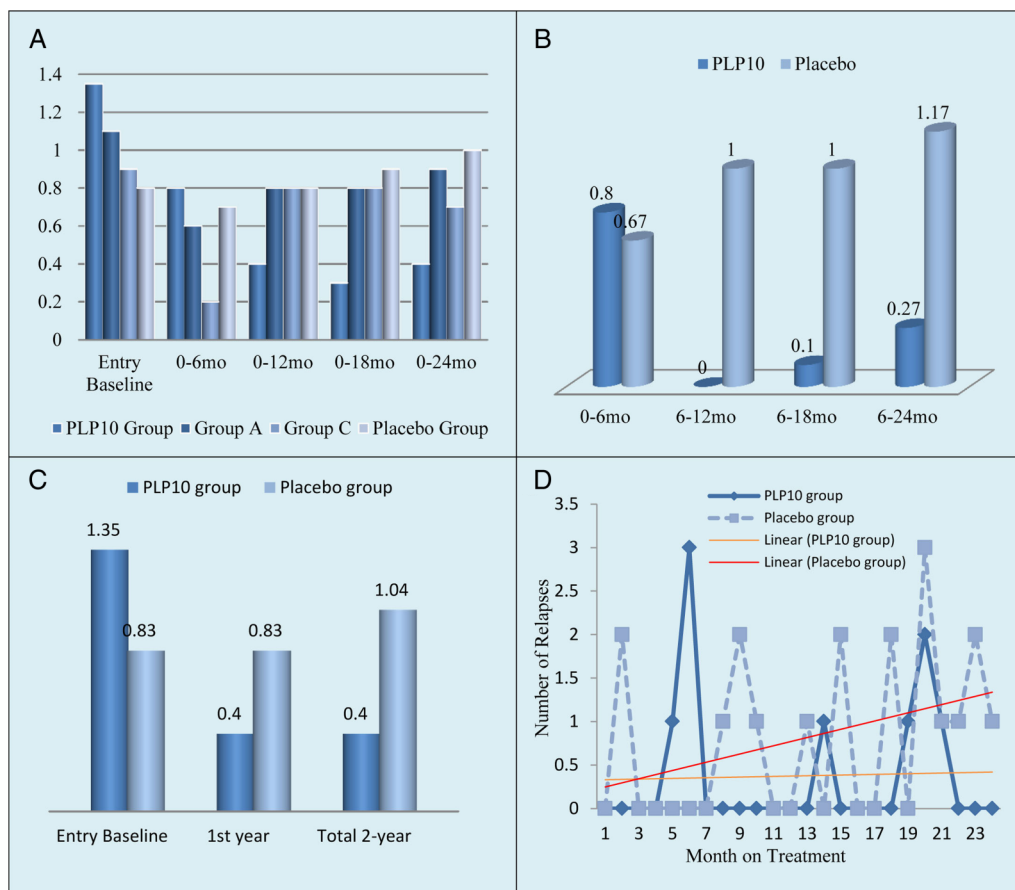 A
1.4
1.2
1
0.8
0.6
0.4
0.2
0
Entry
Baseline
0-6mo
0-12mo
0-18mo
0-24mo
PLP10 Group
Group A
Group C
Placebo Group
B
PLP10
Placebo
0.8
0.67
0
1
0.1
1
0.27
1.17
0-6mo
6-12mo
6-18mo
6-24mo
C
PLP10 group
Placebo group
1.35
0.83
0.4
0.83
0.4
1.04
Entry Baseline
1st year
Total 2-year
D
PLP10 group
Placebo group
Linear (PLP10 group)
Linear (Placebo group)
Number of Relapses
3.5
3
2.5
2
1.5
1
0.5
0
1
3
5
7
9
11
13
15
17
19
21
23
Month on Treatment